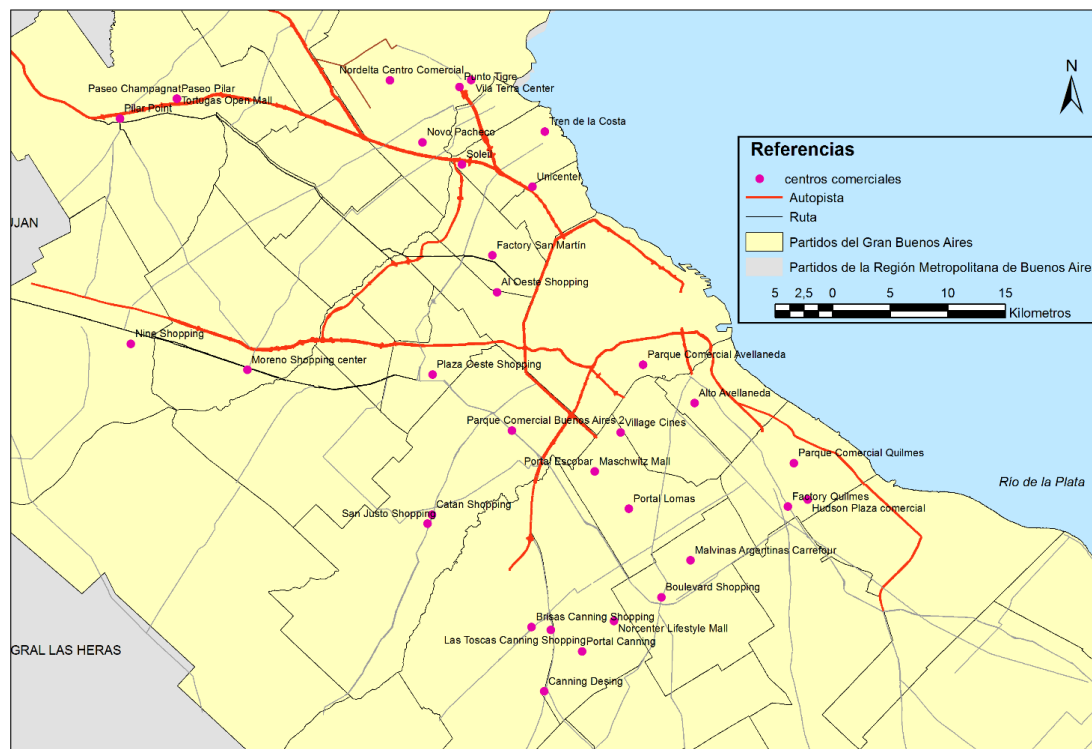 N
Nordelta Centro Comercial
Punto Tigre
Vila Terra Center
Paseo Champagnat
Paseo Pilar
Tortugas Open Mall
Pilar Point
Tren de la Costa
Novo Pacheco
Soleil
Unicenter
Referencias
centros comerciales
Autopista
Ruta
Partidos del Gran Buenos Aires
Partidos de la Región Metropolitana de Buenos Aire
5 2,5 0 5 10 15
Kilometros
UJAN
Factory San Martín
Al Oeste Shopping
Nine Shopping
Moreno Shopping center
Plaza Oeste Shopping
Parque Comercial Avellaneda
Alto Avellaneda
Parque Comercial Buenos Aires 2
Village Cines
Portal Escobar
Maschwitz Mall
Parque Comercial Quilmes
Rio de la Plata
Portal Lomas
Factory Quilmes
Hudson Plaza comercial
Catan Shopping
San Justo Shopping
Malvinas Argentinas Carrefour
Boulevard Shopping
Brisas Canning Shopping
Norcenter Lifestyle Mall
Las Toscas Canning Shopping
Portal Canning
GRAL LAS HERAS
Canning Desing